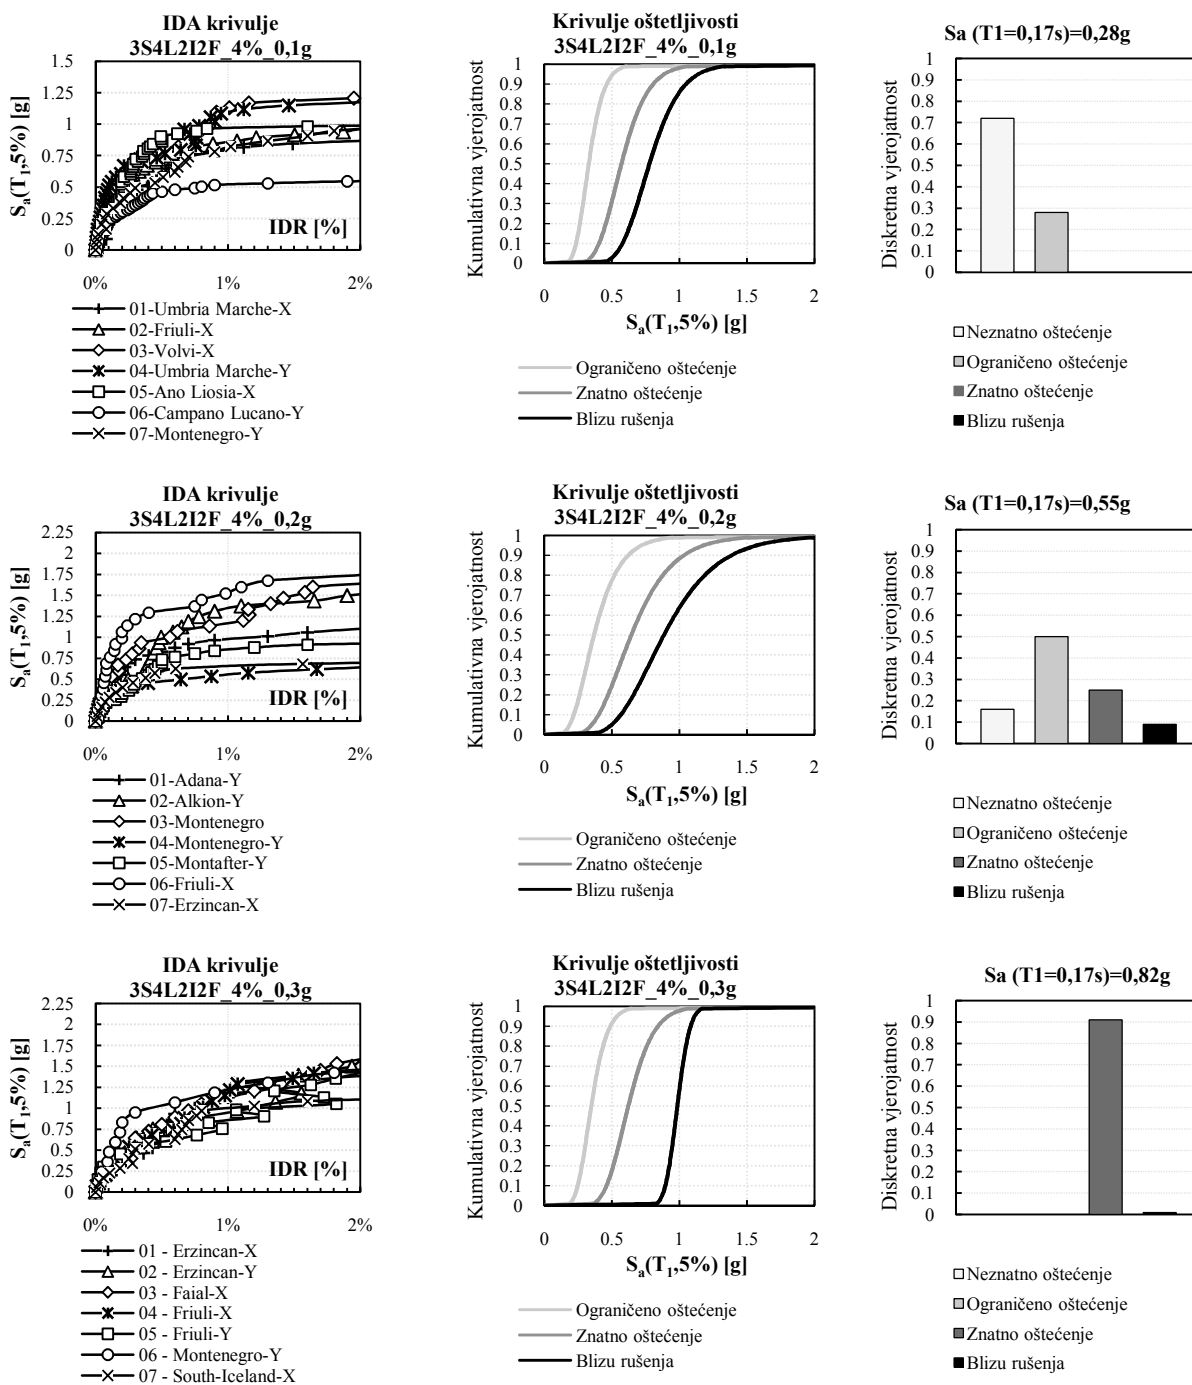 IDA krivulje
3S4L2I2F_4%_0,1g
Sa(T1,5%) [g]
1.5
1.25
1
0.75
0.5
0.25
0
IDR [%]
0% 1% 2%
01-Umbria Marche-X
02-Friuli-X
03-Volvi-X
04-Umbria Marche-Y
05-Ano Liosia-X
06-Campano Lucano-Y
07-Montenegro-Y
Krivulje oštetljivosti
3S4L2I2F_4%_0,1g
Kumulativna vjerojatnost
1
0.9
0.8
0.7
0.6
0.5
0.4
0.3
0.2
0.1
0
0 0.5 1 1.5 2
Sa(T1,5%) [g]
Ograničeno oštećenje
Znatno oštećenje
Blizu rušenja
Sa (T1=0,17s)=0,28g
Diskretna vjerojatnost
1
0.9
0.8
0.7
0.6
0.5
0.4
0.3
0.2
0.1
0
Neznatno oštećenje
Ograničeno oštećenje
Znatno oštećenje
Blizu rušenja
IDA krivulje
3S4L2I2F_4%_0,2g
Sa(T1,5%) [g]
2.25
2
1.75
1.5
1.25
1
0.75
0.5
0.25
0
IDR [%]
0% 1% 2%
01-Adana-Y
02-Alkion-Y
03-Montenegro
04-Montenegro-Y
05-Montafter-Y
06-Friuli-X
07-Erzincan-X
Krivulje oštetljivosti
3S4L2I2F_4%_0,2g
Kumulativna vjerojatnost
1
0.9
0.8
0.7
0.6
0.5
0.4
0.3
0.2
0.1
0
0 0.5 1 1.5 2
Sa(T1,5%) [g]
Ograničeno oštećenje
Znatno oštećenje
Blizu rušenja
Sa (T1=0,17s)=0,55g
Diskretna vjerojatnost
1
0.9
0.8
0.7
0.6
0.5
0.4
0.3
0.2
0.1
0
Neznatno oštećenje
Ograničeno oštećenje
Znatno oštećenje
Blizu rušenja
IDA krivulje
3S4L2I2F_4%_0,3g
Sa(T1,5%) [g]
2.25
2
1.75
1.5
1.25
1
0.75
0.5
0.25
0
IDR [%]
0% 1% 2%
01 - Erzincan-X
02 - Erzincan-Y
03 - Faial-X
04 - Friuli-X
05 - Friuli-Y
06 - Montenegro-Y
07 - South-Iceland-X
Krivulje oštetljivosti
3S4L2I2F_4%_0,3g
Kumulativna vjerojatnost
1
0.9
0.8
0.7
0.6
0.5
0.4
0.3
0.2
0.1
0
0 0.5 1 1.5 2
Sa(T1,5%) [g]
Ograničeno oštećenje
Znatno oštećenje
Blizu rušenja
Sa (T1=0,17s)=0,82g
Diskretna vjerojatnost
1
0.9
0.8
0.7
0.6
0.5
0.4
0.3
0.2
0.1
0
Neznatno oštećenje
Ograničeno oštećenje
Znatno oštećenje
Blizu rušenja